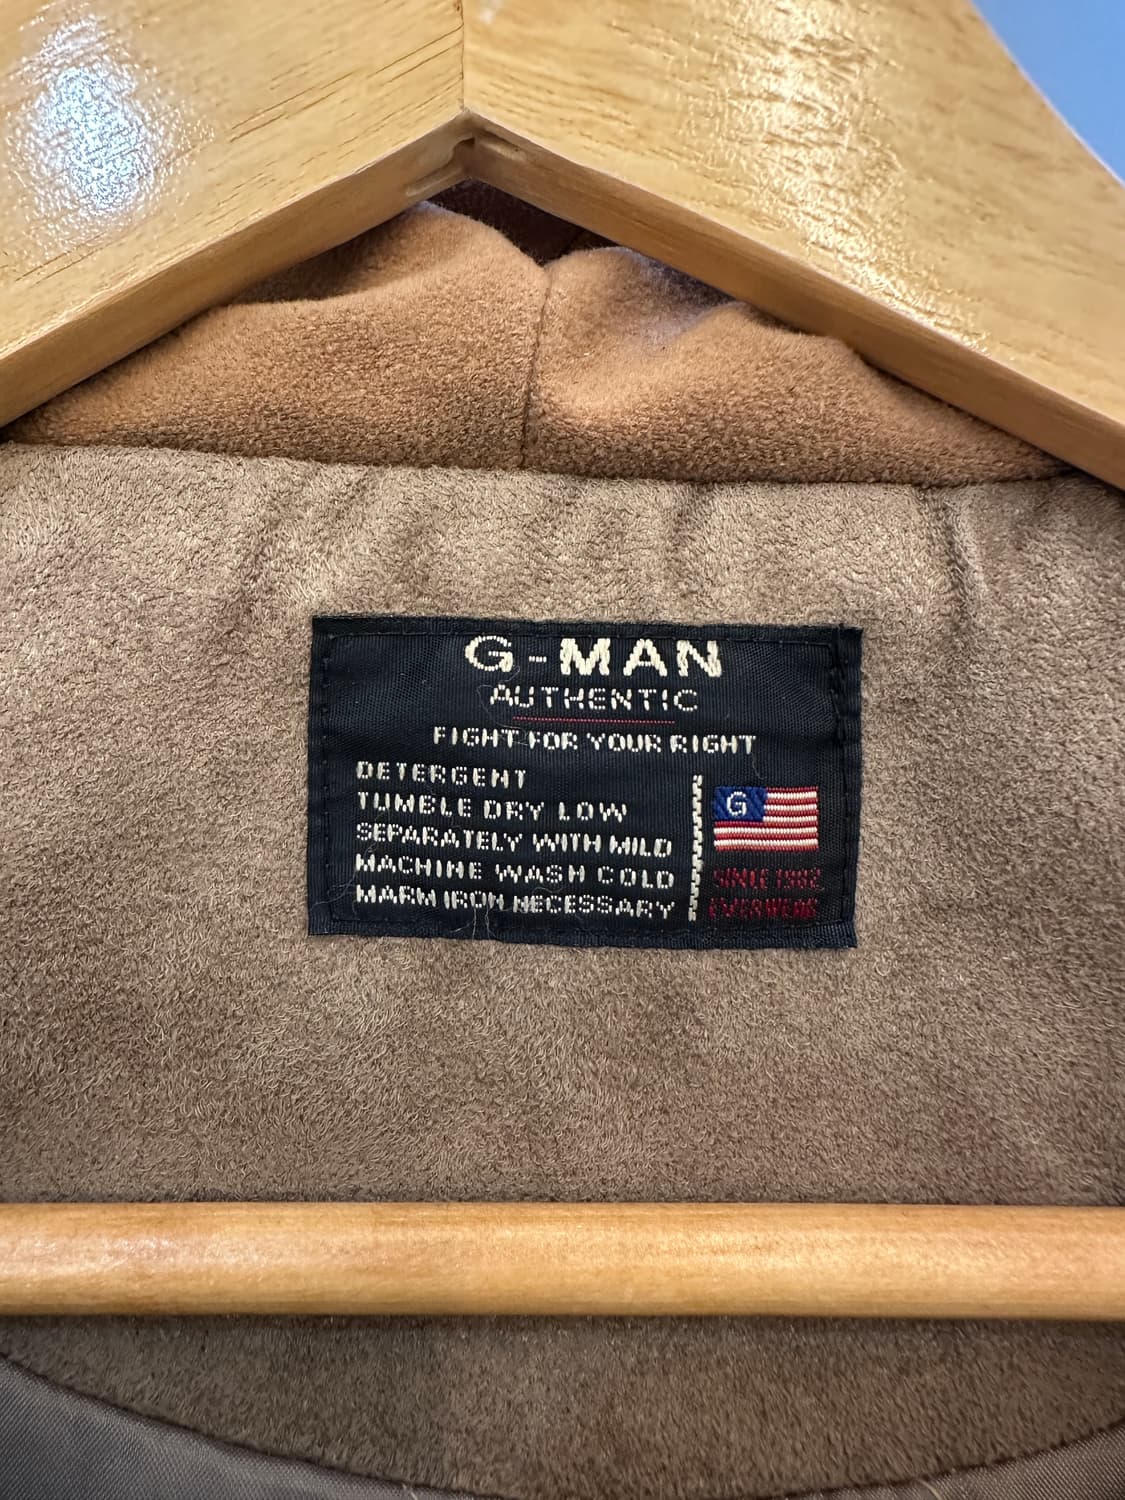 G-MAN
AUTHENTIC
FIGHT FOR YOUR RIGHT
DETERGENT
TUMBLE DRY LOW
SEPARATELY WITH MILD
MACHINE WASH COLD
WARM IRON NECESSARY
G
SINCE 1982
EVERWEAR